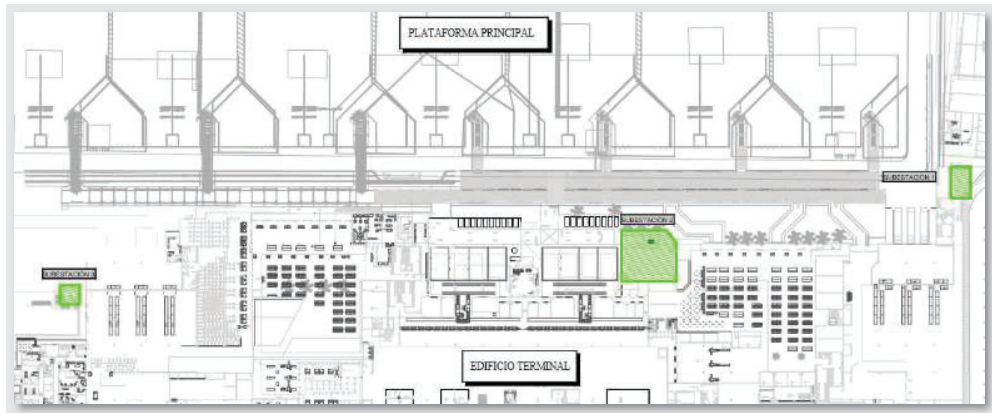 PLATAFORMA PRINCIPAL
SUBESTACIÓN 1
SUBESTACIÓN 2
SUBESTACIÓN 3
EDIFICIO TERMINAL